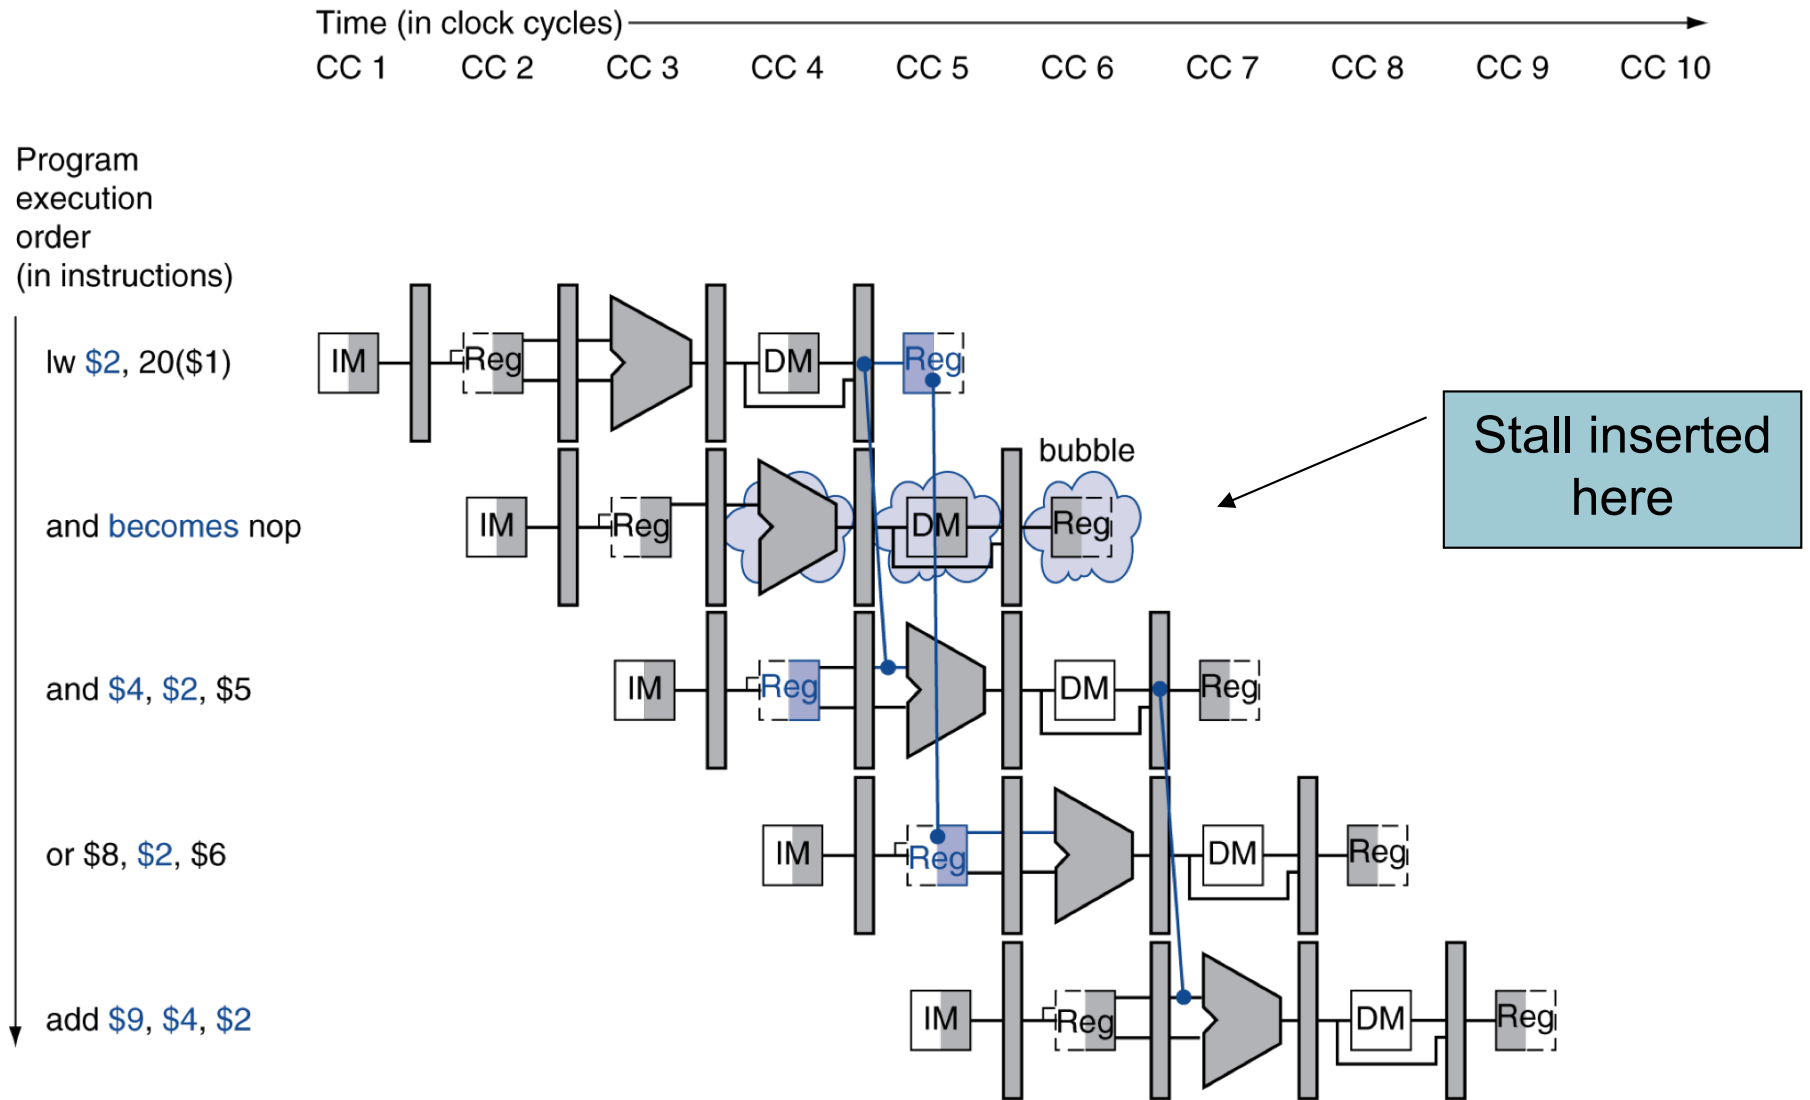 Time (in clock cycles)
CC 1 CC 2 CC 3 CC 4 CC 5 CC 6 CC 7 CC 8 CC 9 CC 10
Program
execution
order
(in instructions)
lw $2, 20($1)
IM Reg DM Reg
bubble
Stall inserted
here
and becomes nop
IM Reg DM Reg
and $4, $2, $5
IM Reg DM Reg
or $8, $2, $6
IM Reg DM Reg
add $9, $4, $2
IM Reg DM Reg